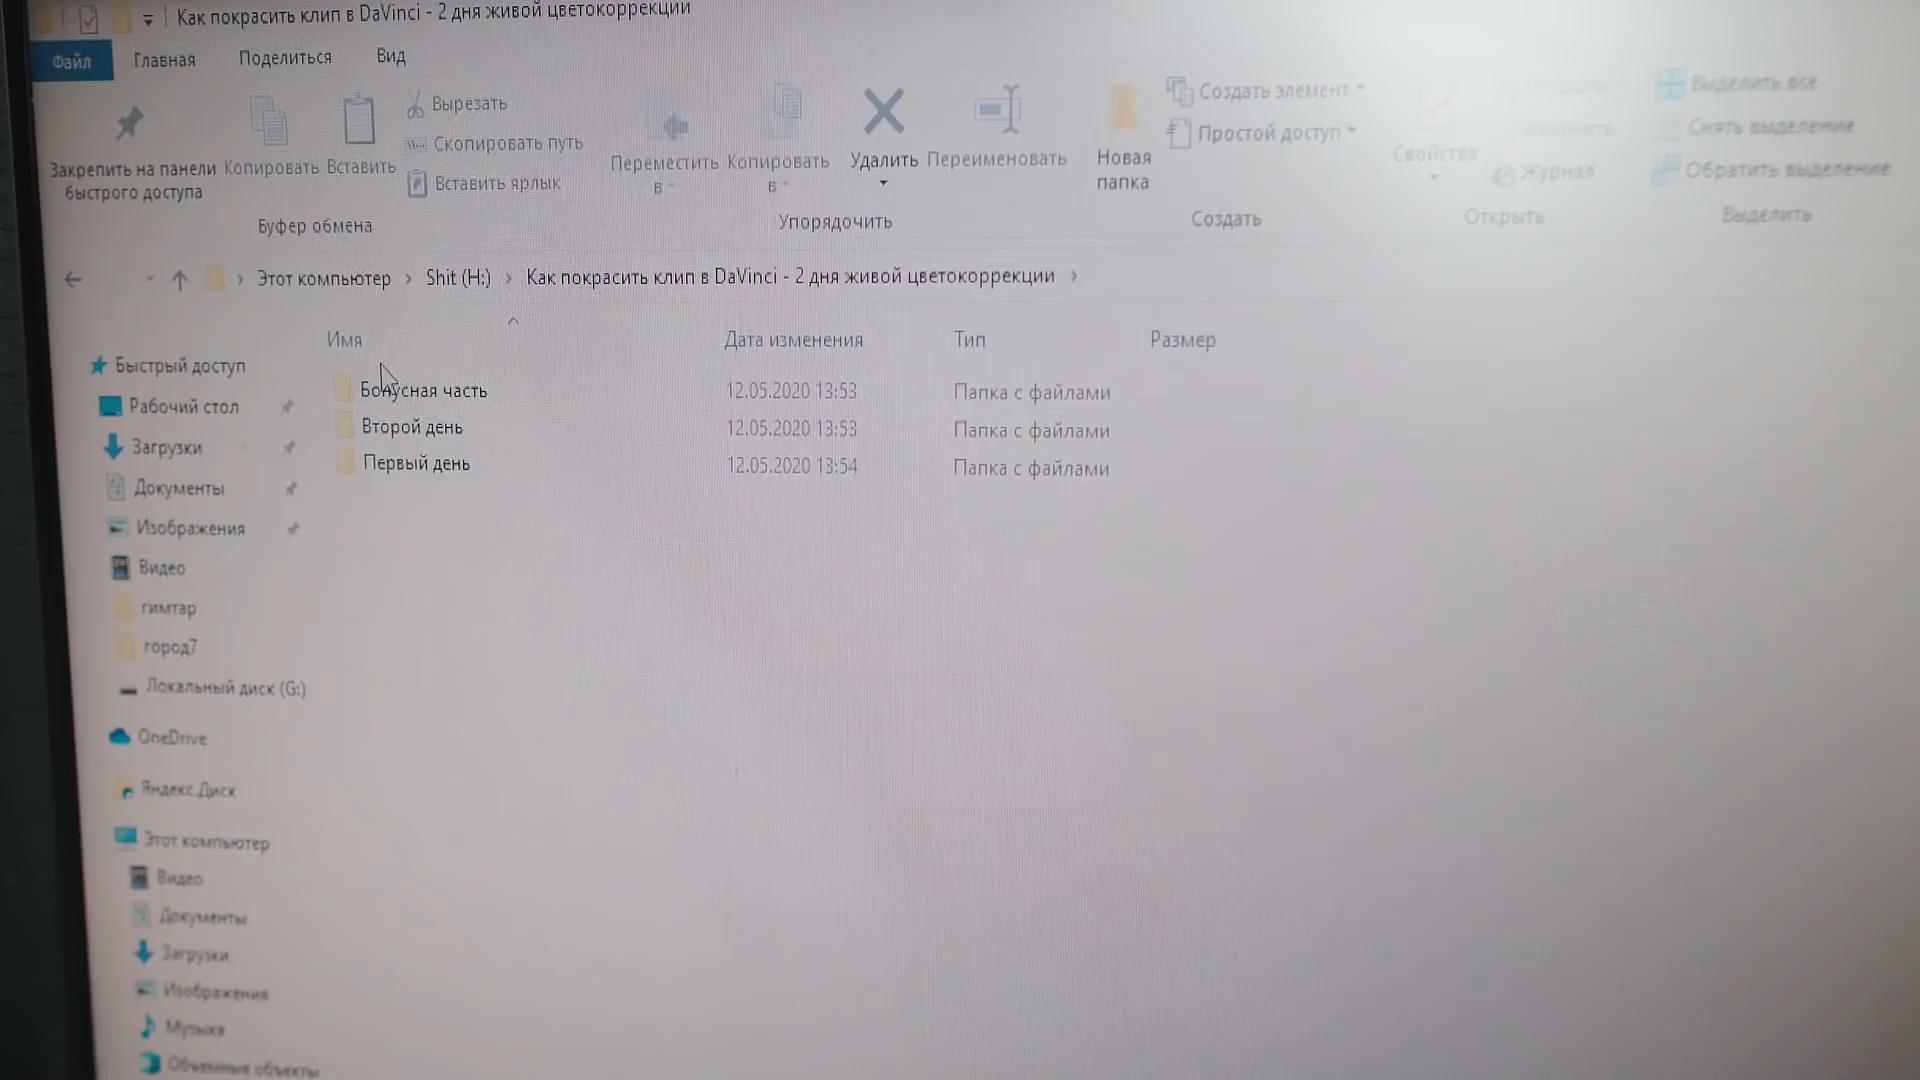 Как покрасить клип в DaVinci - 2 дня живой цветокоррекции
Файл Главная Поделиться Вид
Закрепить на панели быстрого доступа
Копировать
Вставить
Вырезать
Скопировать путь
Вставить ярлык
Буфер обмена
Переместить в
Копировать в
Удалить
Переименовать
Упорядочить
Новая папка
Создать элемент
Простой доступ
Создать
Свойства
Открыть
Изменить
Журнал
Открыть
Выделить все
Снять выделение
Обратить выделение
Выделить
Этот компьютер › Shit (H:) › Как покрасить клип в DaVinci - 2 дня живой цветокоррекции ›
Имя Дата изменения Тип Размер
Бонусная часть 12.05.2020 13:53 Папка с файлами
Второй день 12.05.2020 13:53 Папка с файлами
Первый день 12.05.2020 13:54 Папка с файлами
Быстрый доступ
Рабочий стол
Загрузки
Документы
Изображения
Видео
гимтар
город7
Локальный диск (G:)
OneDrive
Яндекс.Диск
Этот компьютер
Видео
Документы
Загрузки
Изображения
Музыка
Объемные объекты